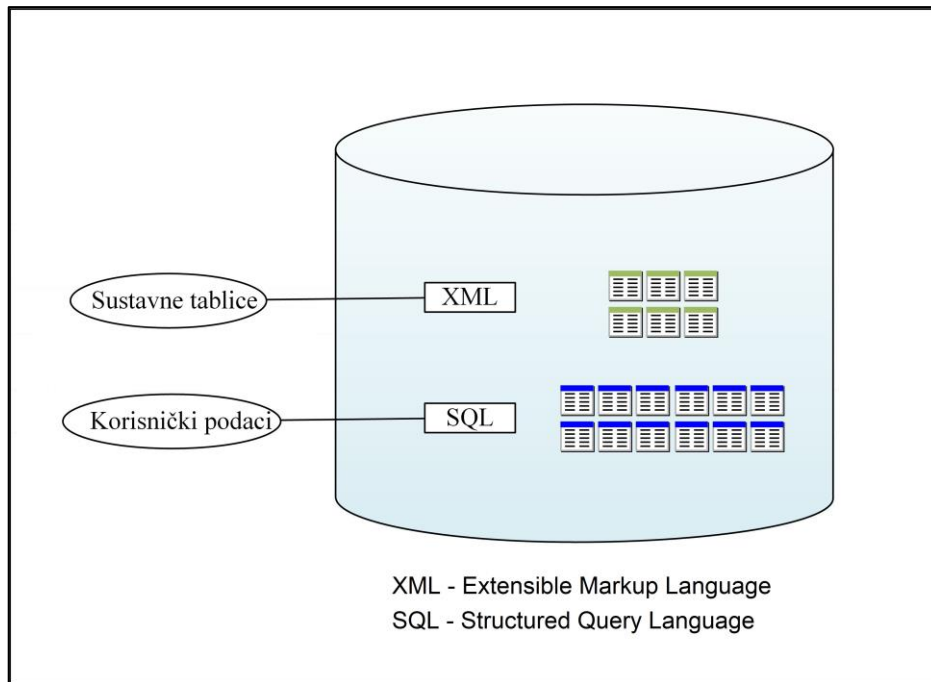 Sustavne tablice
XML
Korisnički podaci
SQL
XML - Extensible Markup Language
SQL - Structured Query Language